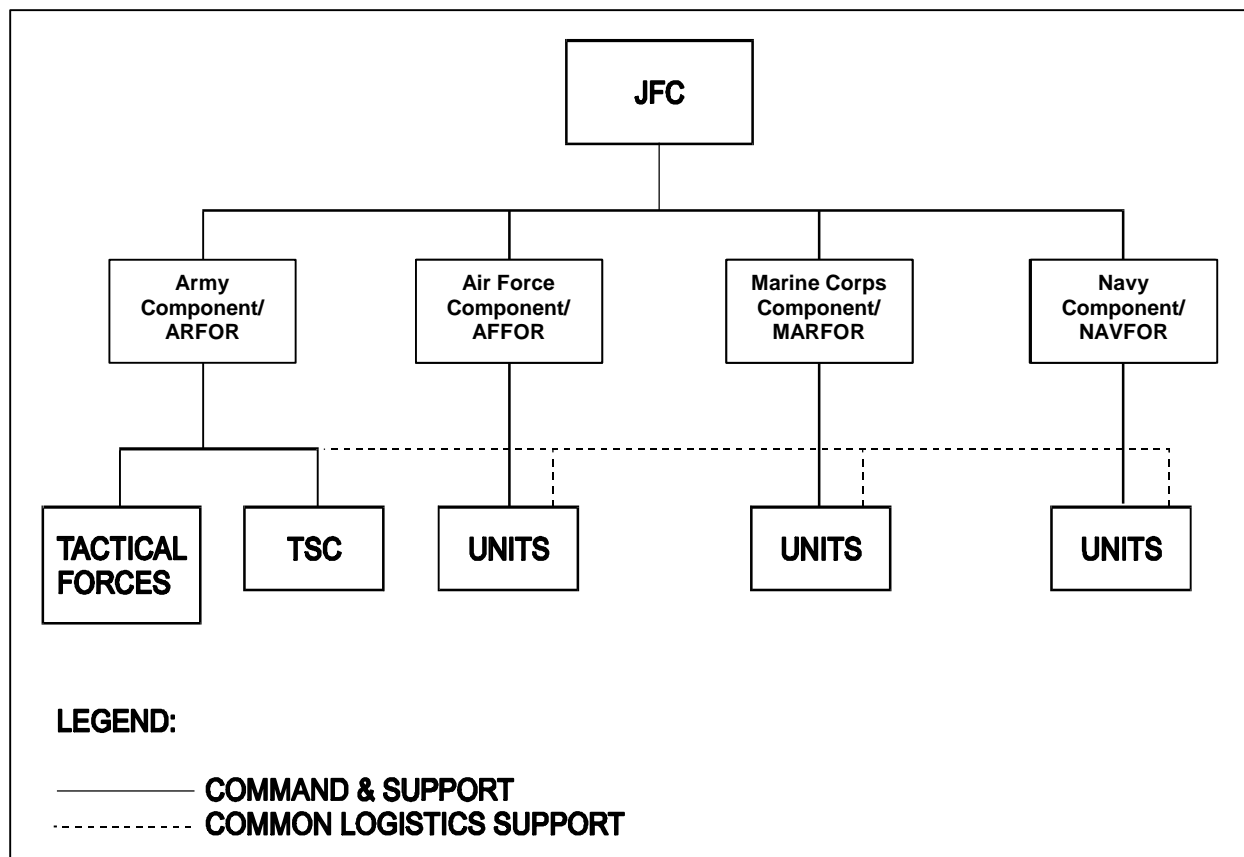 JFC
Army
Component/
ARFOR
Air Force
Component/
AFFOR
Marine Corps
Component/
MARFOR
Navy
Component/
NAVFOR
TACTICAL
FORCES
TSC
UNITS
UNITS
UNITS
LEGEND:
COMMAND & SUPPORT
COMMON LOGISTICS SUPPORT